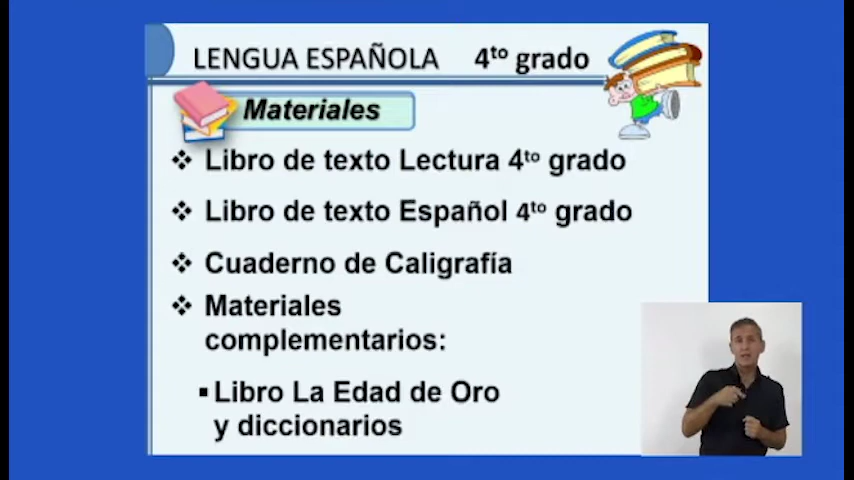 LENGUA ESPAÑOLA 4to grado
Materiales
❖ Libro de texto Lectura 4to grado
❖ Libro de texto Español 4to grado
❖ Cuaderno de Caligrafía
❖ Materiales
complementarios:
▪ Libro La Edad de Oro
y diccionarios